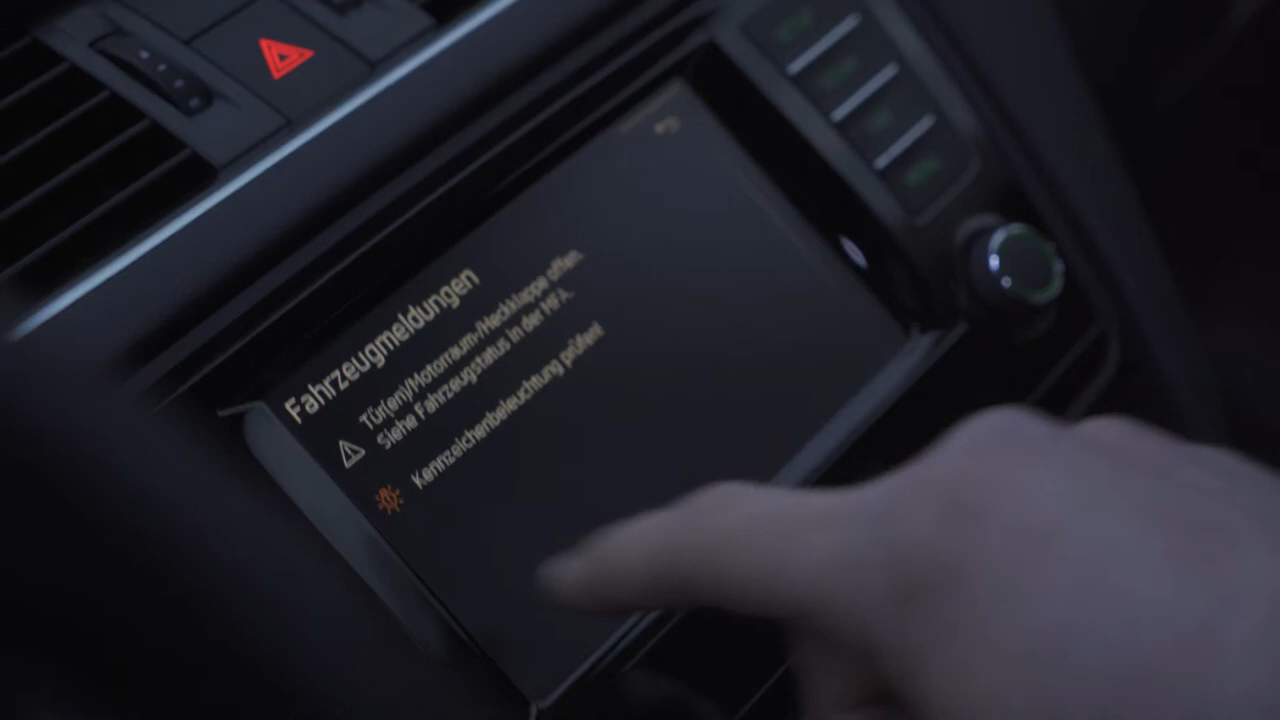 Fahrzeugmeldungen
Tür(en)/Motorraum-/Heckklappe offen.
Siehe Fahrzeugstatus in der MFA.
Kennzeichenbeleuchtung prüfen!